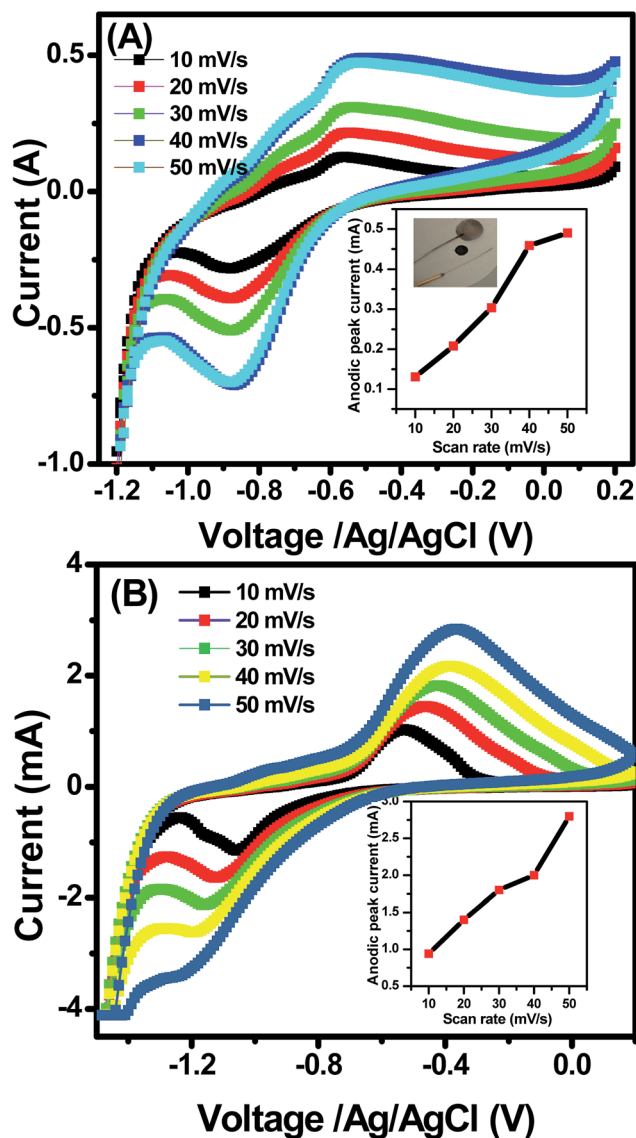 (A)
10 mV/s
20 mV/s
30 mV/s
40 mV/s
50 mV/s
Current (A)
0.5
0.0
-0.5
-1.0
-1.2 -1.0 -0.8 -0.6 -0.4 -0.2 0.0 0.2
Voltage /Ag/AgCl (V)
Anodic peak current (mA)
0.5
0.4
0.3
0.2
0.1
10 20 30 40 50
Scan rate (mV/s)
(B)
10 mV/s
20 mV/s
30 mV/s
40 mV/s
50 mV/s
Current (mA)
4
2
0
-2
-4
-1.2 -0.8 -0.4 0.0
Voltage /Ag/AgCl (V)
Anodic peak current (mA)
3.0
2.5
2.0
1.5
1.0
0.5
10 20 30 40 50
Scan rate (mV/s)